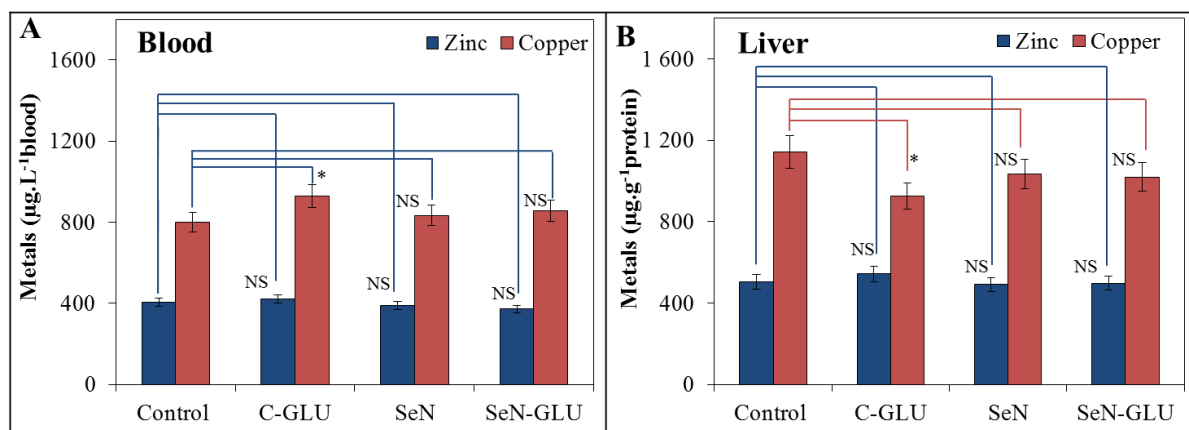 A
Blood
Zinc
Copper
1600
1200
800
400
0
Metals (µg.L⁻¹blood)
*
NS
NS
NS
NS
NS
Control
C-GLU
SeN
SeN-GLU
B
Liver
Zinc
Copper
1 600
1 200
800
400
0
Metals (µg.g⁻¹protein)
*
NS
NS
NS
NS
NS
Control
C-GLU
SeN
SeN-GLU